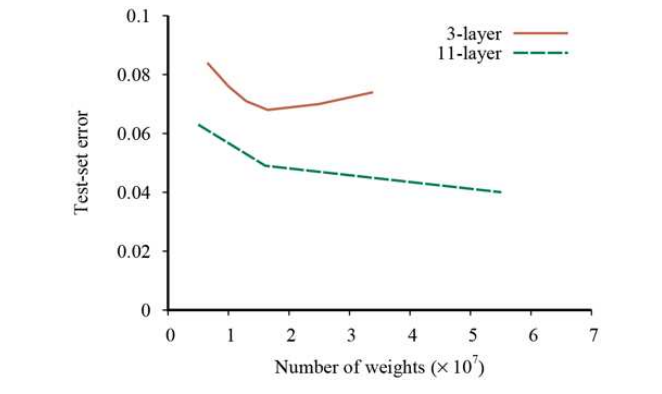 0.1
3-layer
11-layer
0.08
0.06
0.04
0.02
0
Test-set error
0 1 2 3 4 5 6 7
Number of weights (× 10⁷)